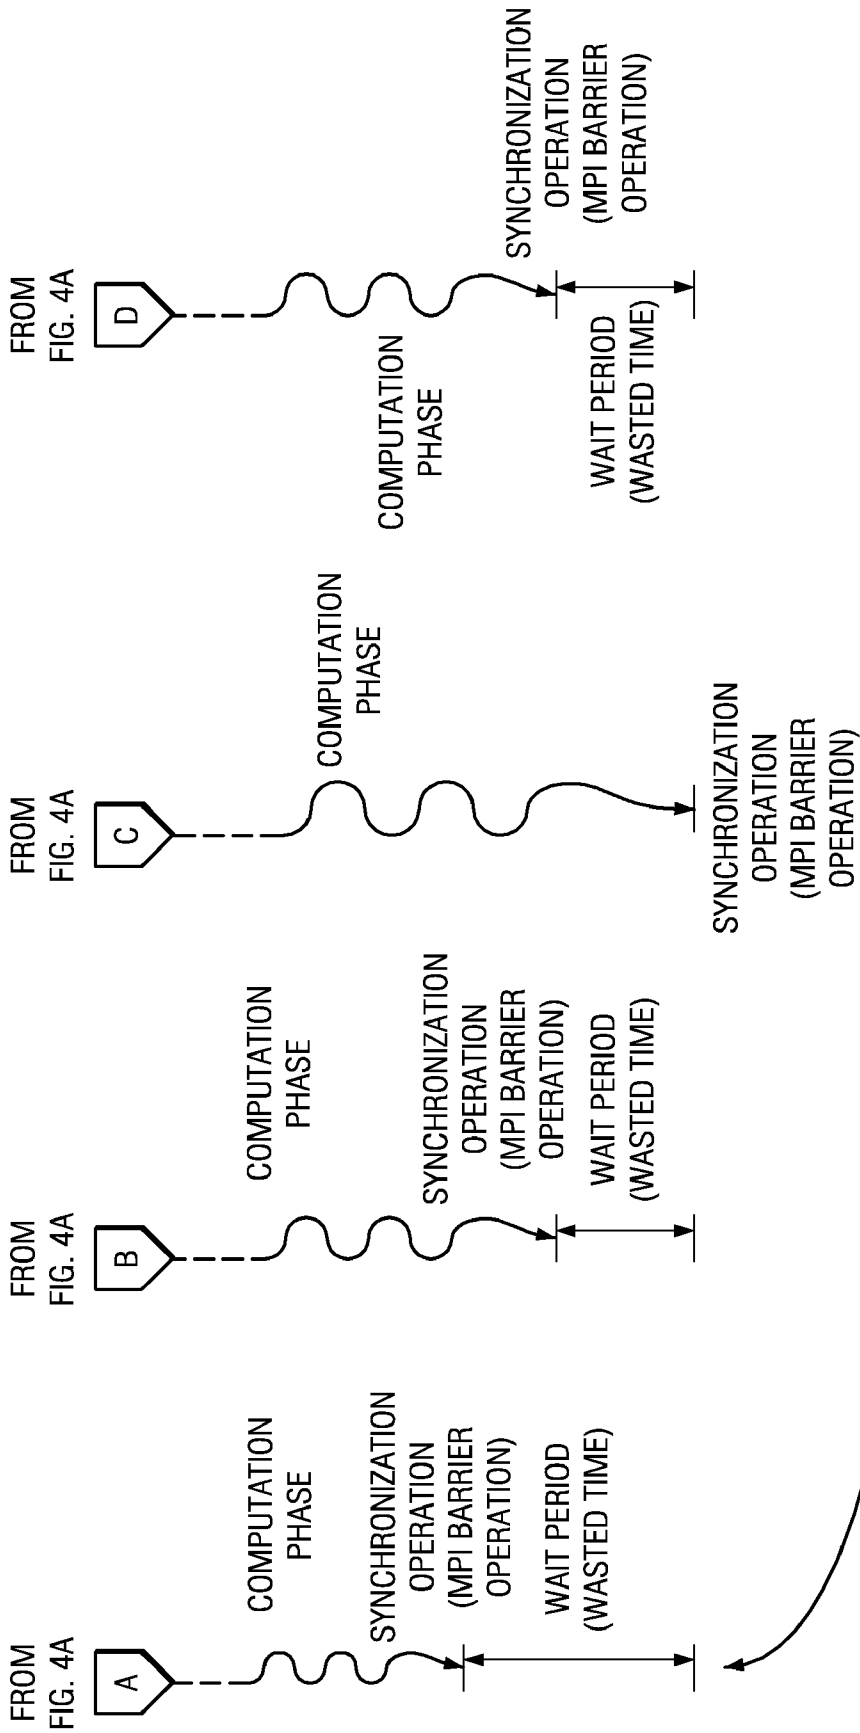 FROM
FIG. 4A
A
COMPUTATION
PHASE
SYNCHRONIZATION
OPERATION
(MPI BARRIER
OPERATION)
WAIT PERIOD
(WASTED TIME)
FROM
FIG. 4A
B
COMPUTATION
PHASE
SYNCHRONIZATION
OPERATION
(MPI BARRIER
OPERATION)
WAIT PERIOD
(WASTED TIME)
FROM
FIG. 4A
C
COMPUTATION
PHASE
SYNCHRONIZATION
OPERATION
(MPI BARRIER
OPERATION)
FROM
FIG. 4A
D
COMPUTATION
PHASE
SYNCHRONIZATION
OPERATION
(MPI BARRIER
OPERATION)
WAIT PERIOD
(WASTED TIME)